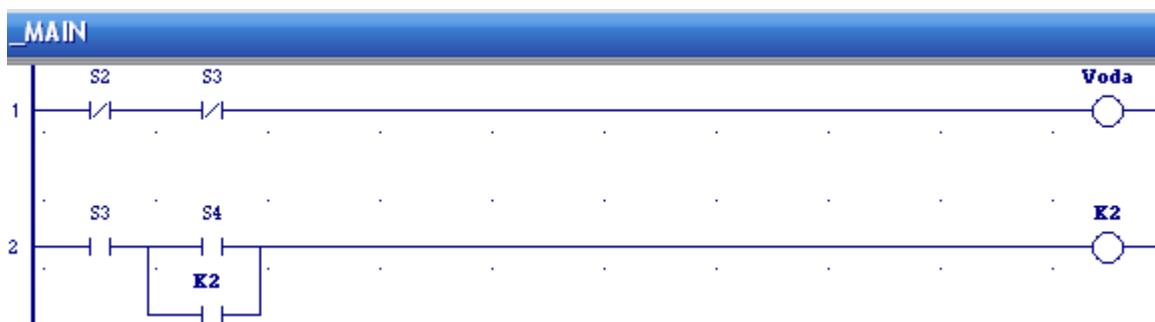 _MAIN
S2 S3 Voda
1
S3 S4 K2
2
K2